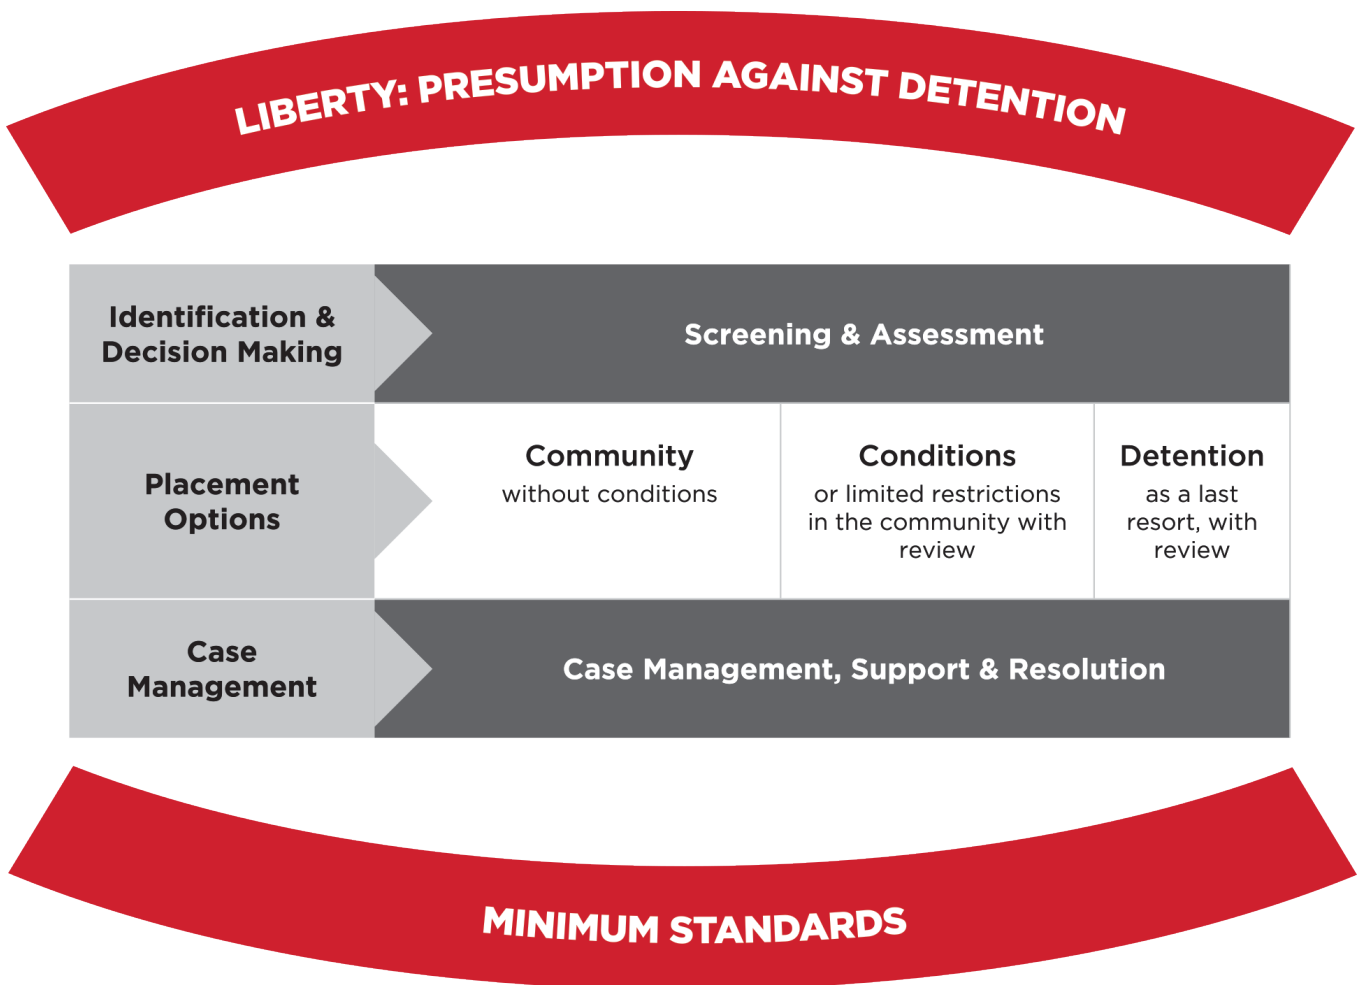 LIBERTY: PRESUMPTION AGAINST DETENTION
Identification &
Decision Making
Screening & Assessment
Placement
Options
Community
without conditions
Conditions
or limited restrictions
in the community with
review
Detention
as a last
resort, with
review
Case
Management
Case Management, Support & Resolution
MINIMUM STANDARDS